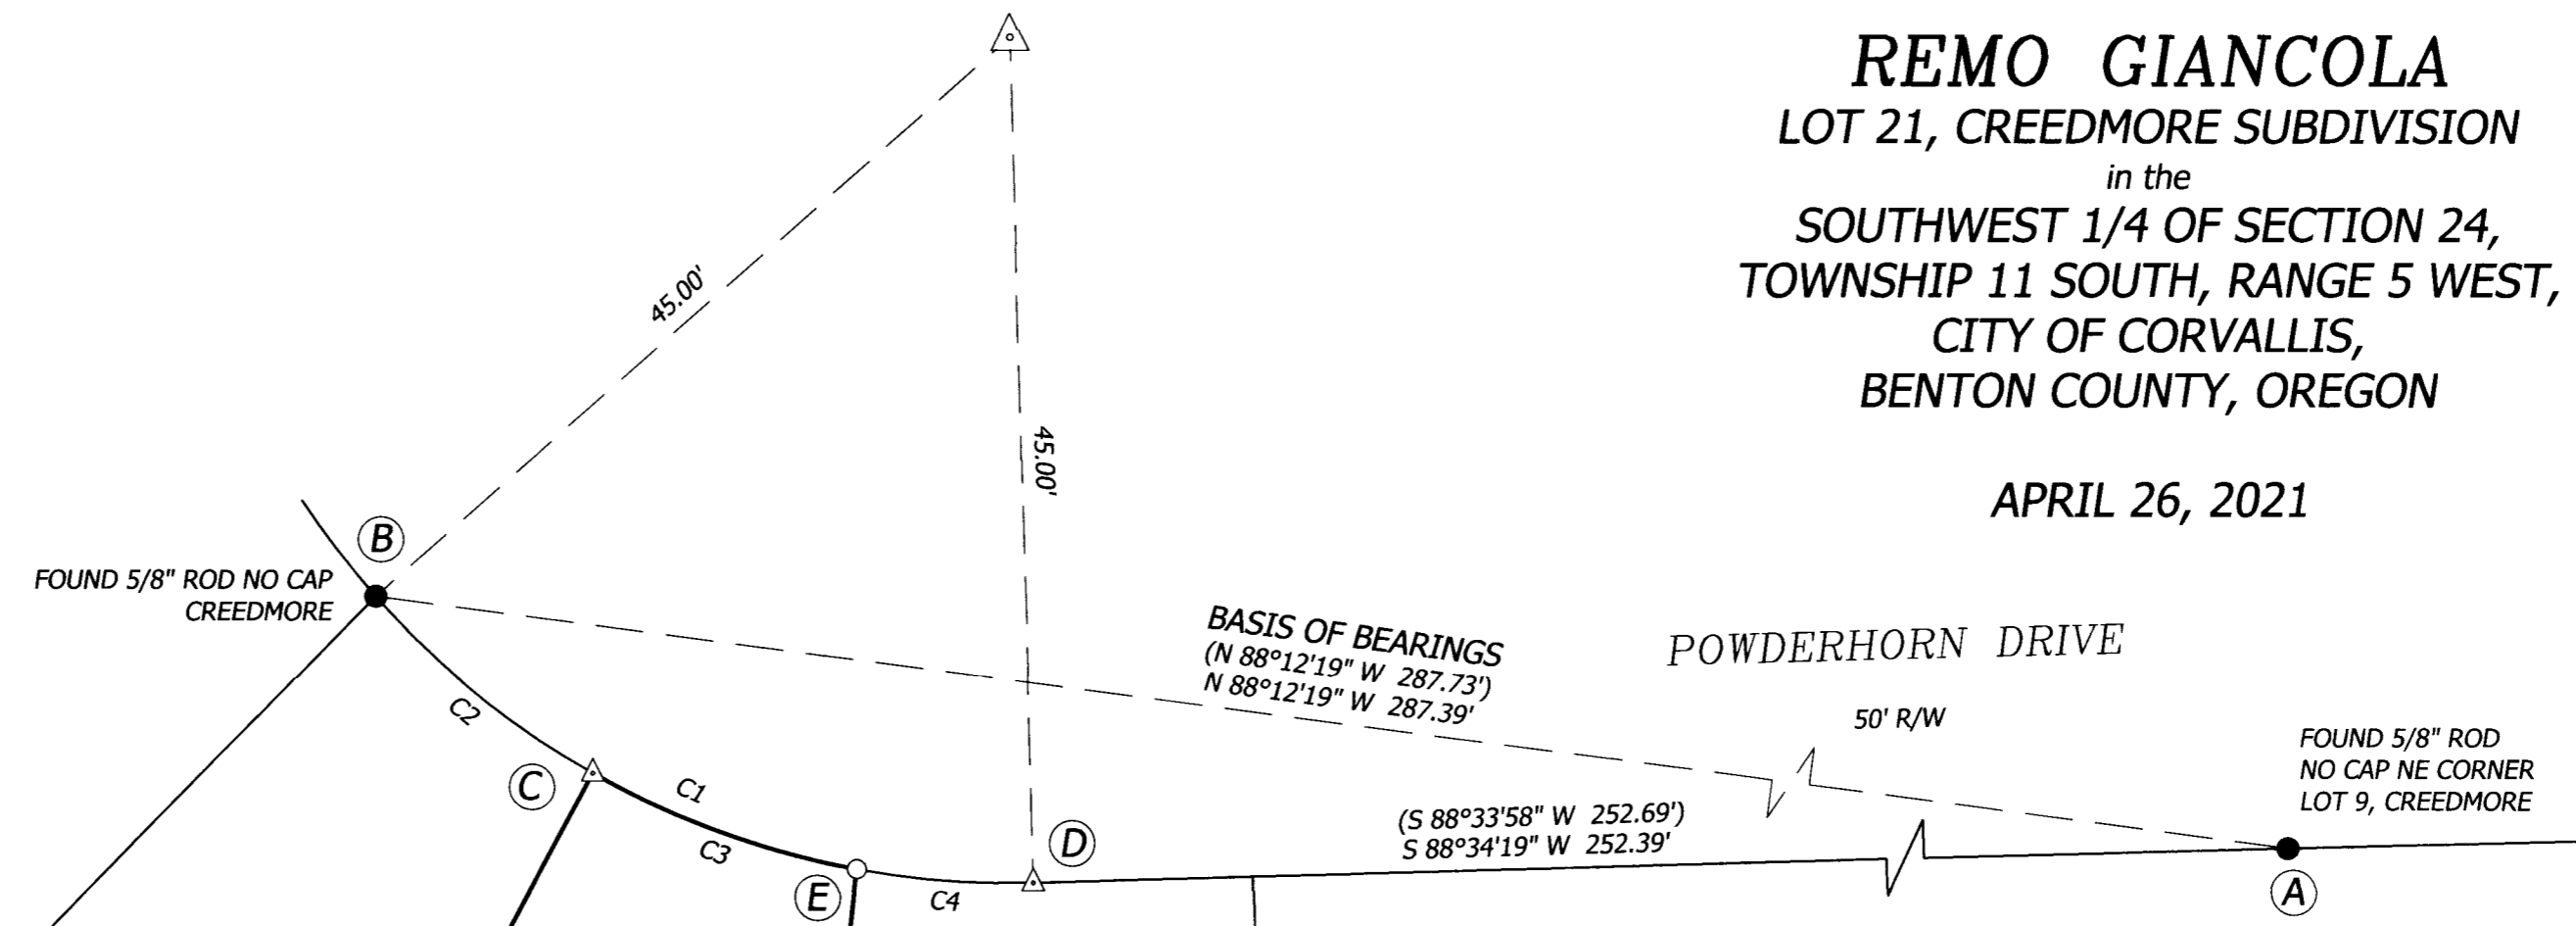 REMO GIANCOLA
LOT 21, CREEDMORE SUBDIVISION
in the
SOUTHWEST 1/4 OF SECTION 24,
TOWNSHIP 11 SOUTH, RANGE 5 WEST,
CITY OF CORVALLIS,
BENTON COUNTY, OREGON
APRIL 26, 2021
45.00'
45.00'
B
FOUND 5/8" ROD NO CAP
CREEDMORE
BASIS OF BEARINGS
(N 88°12'19" W 287.73')
N 88°12'19" W 287.39'
POWDERHORN DRIVE
50' R/W
FOUND 5/8" ROD
NO CAP NE CORNER
LOT 9, CREEDMORE
C2
C
C1
C3
(S 88°33'58" W 252.69')
S 88°34'19" W 252.39'
D
E
C4
A